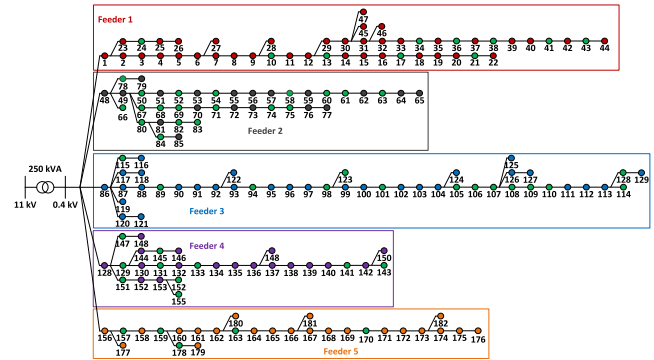 47
Feeder 1
45 46
23 24 25 26 27 28 29 30 31 32 33 34 35 36 37 38 39 40 41 42 43 44
1 2 3 4 5 6 7 8 9 10 11 12 13 14 15 16 17 18 19 20 21 22
78 79
48 49 50 51 52 53 54 55 56 57 58 59 60 61 62 63 64 65
66 67 68 69 70 71 72 73 74 75 76 77
80 81 82 83
Feeder 2
84 85
250 kVA
11 kV 0.4 kV
115 116 125
117 118 122 123 124 126 127 128 129
86 87 88 89 90 91 92 93 94 95 96 97 98 99 100 101 102 103 104 105 106 107 108 109 110 111 112 113 114
119
120 121
Feeder 3
147 148
Feeder 4
144 145 146 148 150
128 129 130 131 132 133 134 135 136 137 138 139 140 141 142 143
151 152 153 152
155
180 181 182
156 157 158 159 160 161 162 163 164 165 166 167 168 169 170 171 172 173 174 175 176
177 178 179
Feeder 5